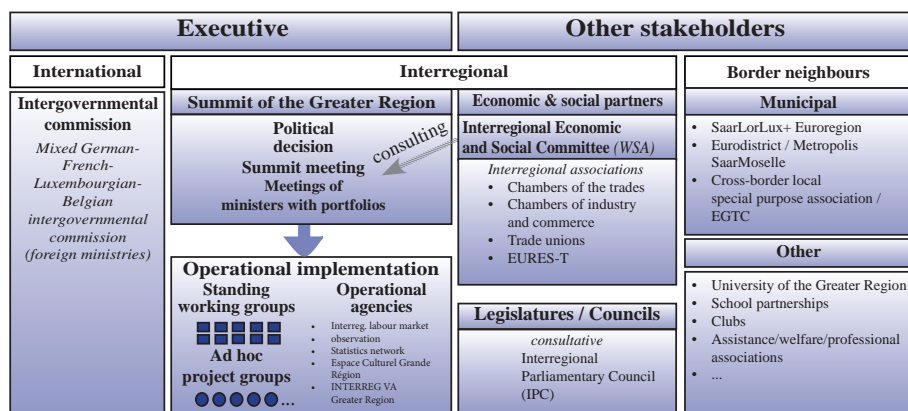 Executive
Other stakeholders
International
Interregional
Border neighbours
Intergovernmental
commission
Mixed German-
French-
Luxembourgian-
Belgian
intergovernmental
commission
(foreign ministries)
Summit of the Greater Region
Political
decision
Summit meeting
Meetings of
ministers with portfolios
consulting
Operational implementation
Standing
working groups
Ad hoc
project groups
...
Operational
agencies
• Interreg. labour market
• observation
• Statistics network
• Espace Culturel Grande
Région
• INTERREG VA
Greater Region
Economic & social partners
Interregional Economic
and Social Committee (WSA)
Interregional associations
• Chambers of the trades
• Chambers of industry
and commerce
• Trade unions
• EURES-T
Legislatures / Councils
consultative
Interregional
Parliamentary Council
(IPC)
Municipal
• SaarLorLux+ Euroregion
• Eurodistrict / Metropolis
SaarMoselle
• Cross-border local
special purpose association /
EGTC
Other
• University of the Greater Region
• School partnerships
• Clubs
• Assistance/welfare/professional
associations
• ...